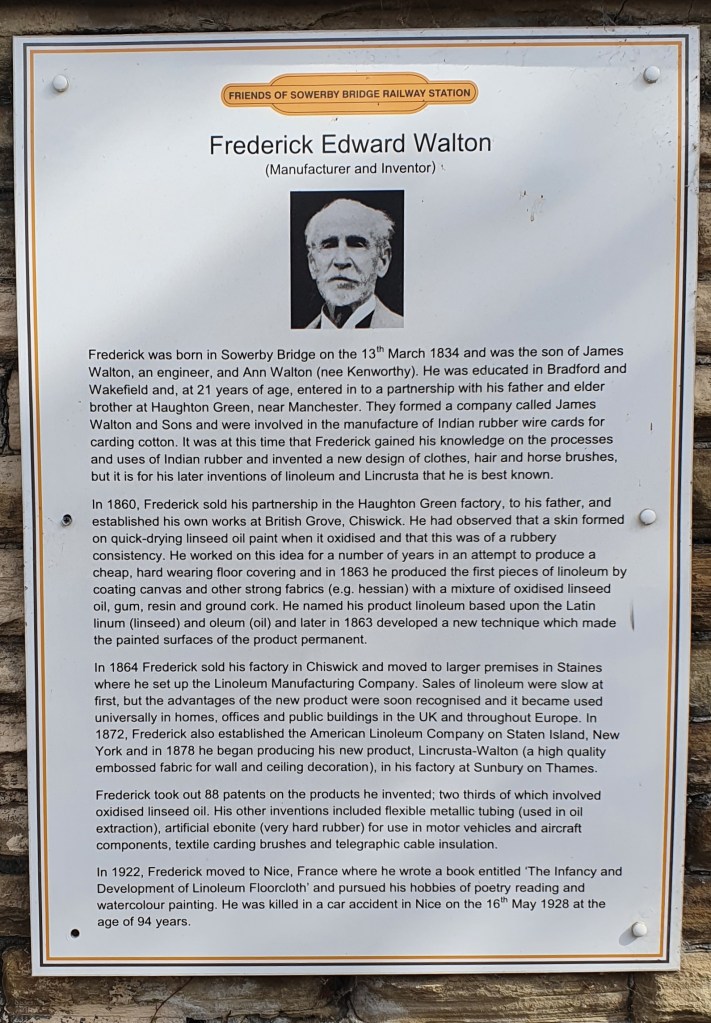 FRIENDS OF SOWERBY BRIDGE RAILWAY STATION
Frederick Edward Walton
(Manufacturer and Inventor)
Frederick was born in Sowerby Bridge on the 13th March 1834 and was the son of James
Walton, an engineer, and Ann Walton (nee Kenworthy). He was educated in Bradford and
Wakefield and, at 21 years of age, entered in to a partnership with his father and elder
brother at Haughton Green, near Manchester. They formed a company called James
Walton and Sons and were involved in the manufacture of Indian rubber wire cards for
carding cotton. It was at this time that Frederick gained his knowledge on the processes
and uses of Indian rubber and invented a new design of clothes, hair and horse brushes,
but it is for his later inventions of linoleum and Lincrusta that he is best known.
In 1860, Frederick sold his partnership in the Haughton Green factory, to his father, and
established his own works at British Grove, Chiswick. He had observed that a skin formed
on quick-drying linseed oil paint when it oxidised and that this was of a rubbery
consistency. He worked on this idea for a number of years in an attempt to produce a
cheap, hard wearing floor covering and in 1863 he produced the first pieces of linoleum by
coating canvas and other strong fabrics (e.g. hessian) with a mixture of oxidised linseed
oil, gum, resin and ground cork. He named his product linoleum based upon the Latin
linum (linseed) and oleum (oil) and later in 1863 developed a new technique which made
the painted surfaces of the product permanent.
In 1864 Frederick sold his factory in Chiswick and moved to larger premises in Staines
where he set up the Linoleum Manufacturing Company. Sales of linoleum were slow at
first, but the advantages of the new product were soon recognised and it became used
universally in homes, offices and public buildings in the UK and throughout Europe. In
1872, Frederick also established the American Linoleum Company on Staten Island, New
York and in 1878 he began producing his new product, Lincrusta-Walton (a high quality
embossed fabric for wall and ceiling decoration), in his factory at Sunbury on Thames.
Frederick took out 88 patents on the products he invented; two thirds of which involved
oxidised linseed oil. His other inventions included flexible metallic tubing (used in oil
extraction), artificial ebonite (very hard rubber) for use in motor vehicles and aircraft
components, textile carding brushes and telegraphic cable insulation.
In 1922, Frederick moved to Nice, France where he wrote a book entitled ‘The Infancy and
Development of Linoleum Floorcloth’ and pursued his hobbies of poetry reading and
watercolour painting. He was killed in a car accident in Nice on the 16th May 1928 at the
age of 94 years.